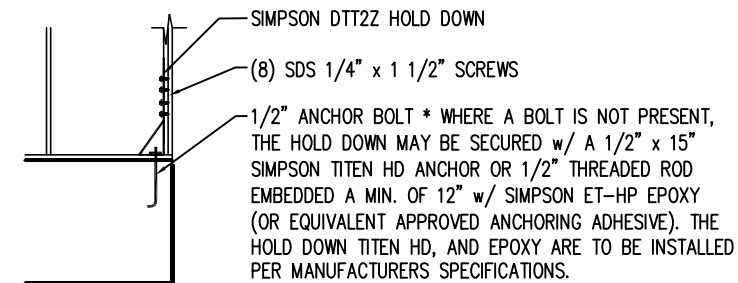 SIMPSON DTT2Z HOLD DOWN
(8) SDS 1/4" x 1 1/2" SCREWS
1/2" ANCHOR BOLT * WHERE A BOLT IS NOT PRESENT,
THE HOLD DOWN MAY BE SECURED w/ A 1/2" x 15"
SIMPSON TITEN HD ANCHOR OR 1/2" THREADED ROD
EMBEDDED A MIN. OF 12" w/ SIMPSON ET-HP EPOXY
(OR EQUIVALENT APPROVED ANCHORING ADHESIVE). THE
HOLD DOWN TITEN HD, AND EPOXY ARE TO BE INSTALLED
PER MANUFACTURERS SPECIFICATIONS.